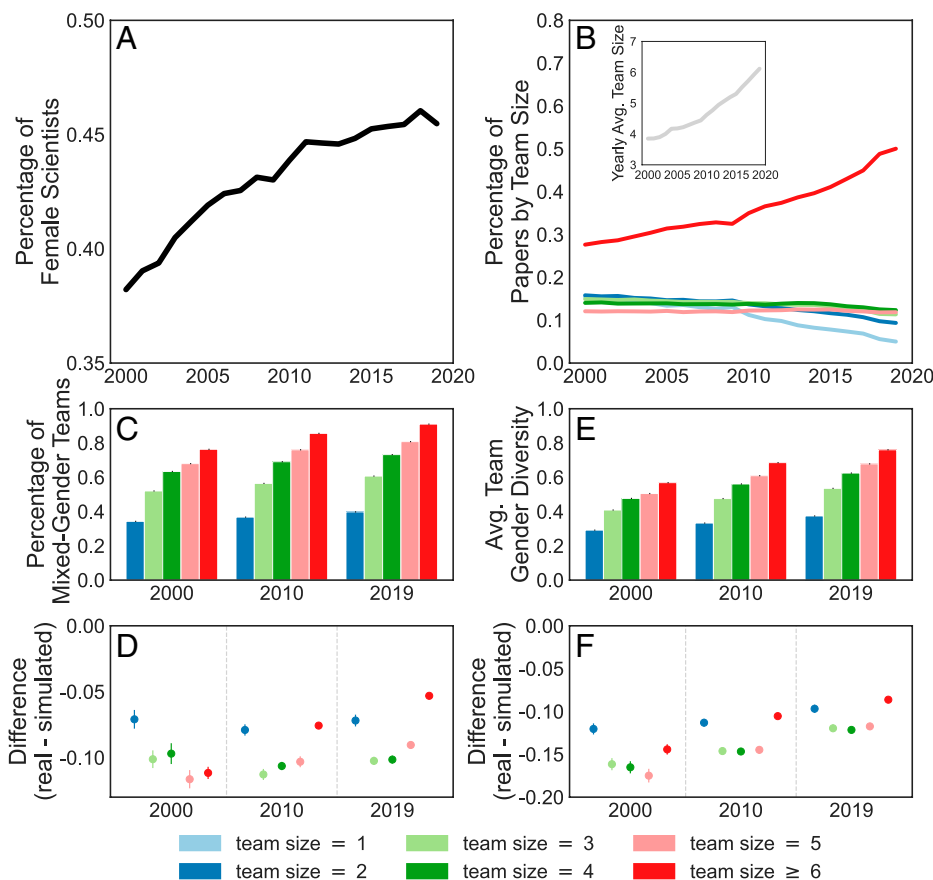 A
Percentage of
Female Scientists
0.50
0.45
0.40
0.35
2000 2005 2010 2015 2020
B
Percentage of
Papers by Team Size
0.8
0.7
0.6
0.5
0.4
0.3
0.2
0.1
0.0
2000 2005 2010 2015 2020
Yearly Avg. Team Size
7
6
5
4
3
2000 2005 2010 2015 2020
C
Percentage of
Mixed-Gender Teams
1.0
0.8
0.6
0.4
0.2
0.0
2000 2010 2019
E
Avg. Team
Gender Diversity
1.0
0.8
0.6
0.4
0.2
0.0
2000 2010 2019
D
Difference
(real - simulated)
0.00
-0.05
-0.10
2000 2010 2019
F
Difference
(real - simulated)
0.00
-0.05
-0.10
-0.15
-0.20
2000 2010 2019
team size = 1
team size = 3
team size = 5
team size = 2
team size = 4
team size ≥ 6